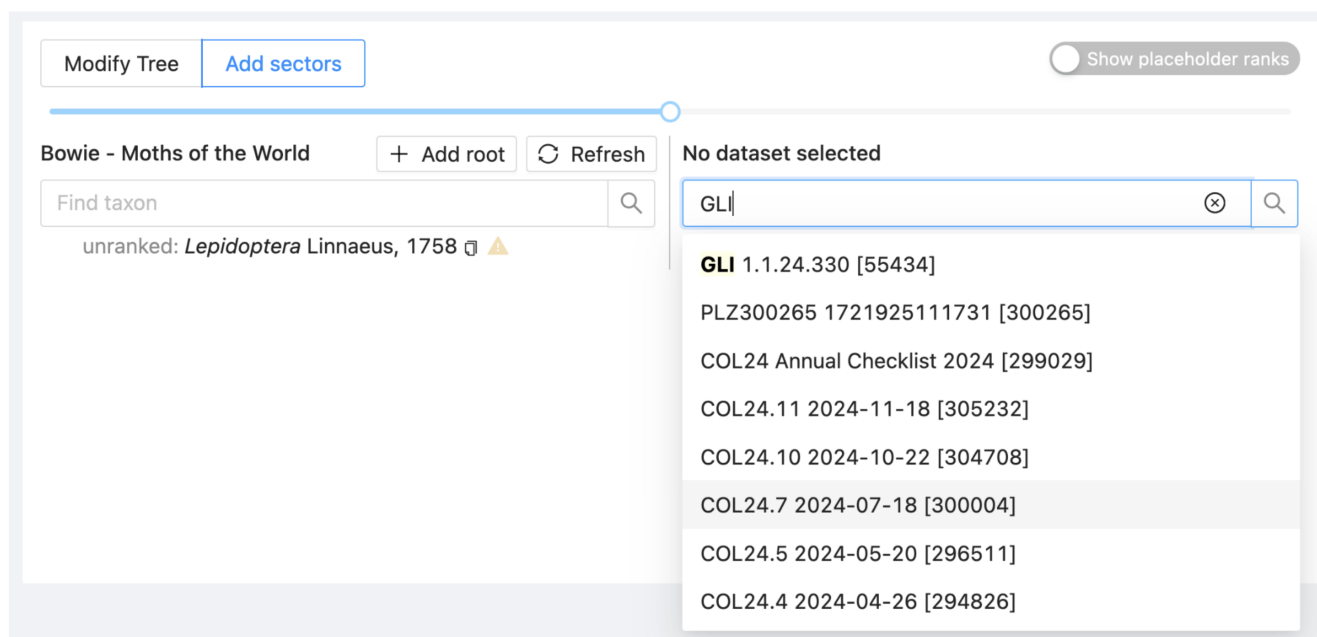 Modify Tree Add sectors Show placeholder ranks
Bowie - Moths of the World + Add root Refresh No dataset selected
Find taxon GLI
unranked: Lepidoptera Linnaeus, 1758
GLI 1.1.24.330 [55434]
PLZ300265 1721925111731 [300265]
COL24 Annual Checklist 2024 [299029]
COL24.11 2024-11-18 [305232]
COL24.10 2024-10-22 [304708]
COL24.7 2024-07-18 [300004]
COL24.5 2024-05-20 [296511]
COL24.4 2024-04-26 [294826]